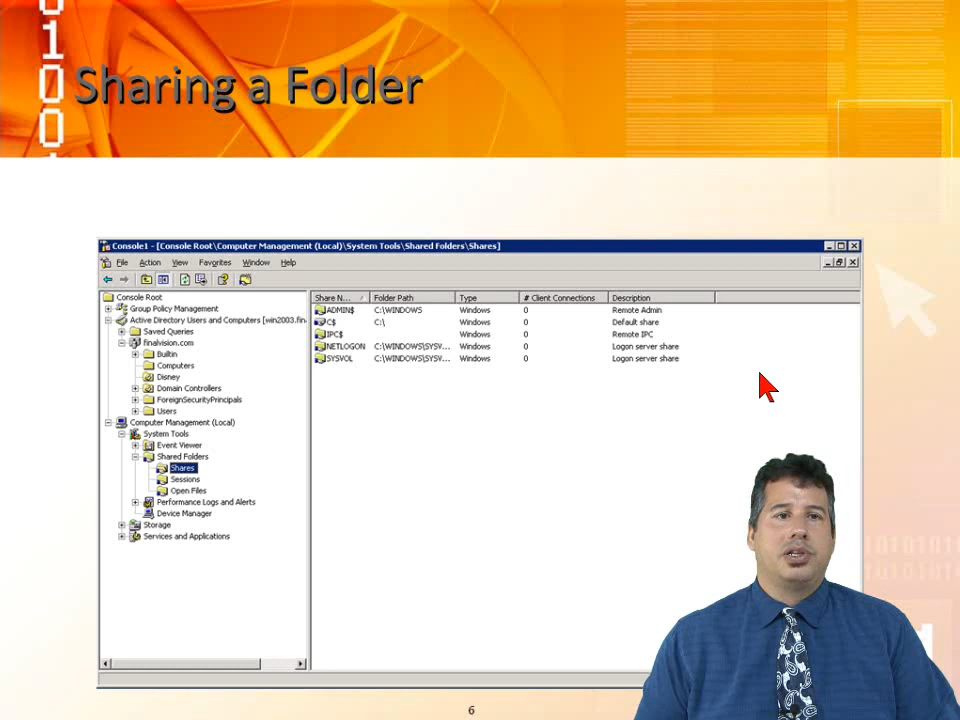 Sharing a Folder
Console1 - [Console Root\Computer Management (Local)\System Tools\Shared Folders\Shares]
File Action View Favorites Window Help
Console Root
Group Policy Management
Active Directory Users and Computers [win2003.fin
Saved Queries
finalvision.com
Builtin
Computers
Disney
Domain Controllers
ForeignSecurityPrincipals
Users
Computer Management (Local)
System Tools
Event Viewer
Shared Folders
Shares
Sessions
Open Files
Performance Logs and Alerts
Device Manager
Storage
Services and Applications
Share N... Folder Path Type # Client Connections Description
ADMIN$ C:\WINDOWS Windows 0 Remote Admin
C$ C:\ Windows 0 Default share
IPC$ Windows 0 Remote IPC
NETLOGON C:\WINDOWS\SYSV... Windows 0 Logon server share
SYSVOL C:\WINDOWS\SYSV... Windows 0 Logon server share
6